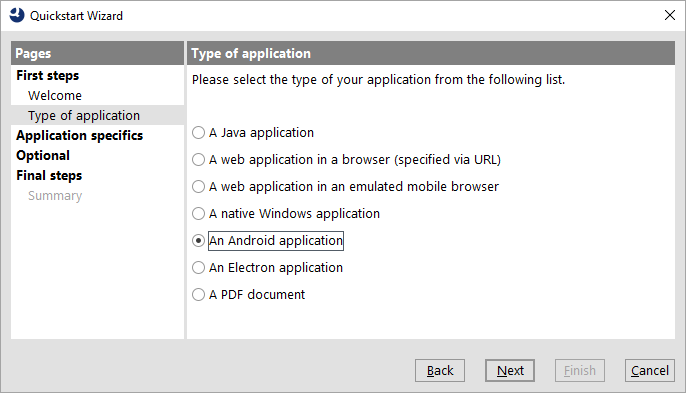 Quickstart Wizard
Pages
First steps
Welcome
Type of application
Application specifics
Optional
Final steps
Summary
Type of application
Please select the type of your application from the following list.
A Java application
A web application in a browser (specified via URL)
A web application in an emulated mobile browser
A native Windows application
An Android application
An Electron application
A PDF document
Back
Next
Finish
Cancel